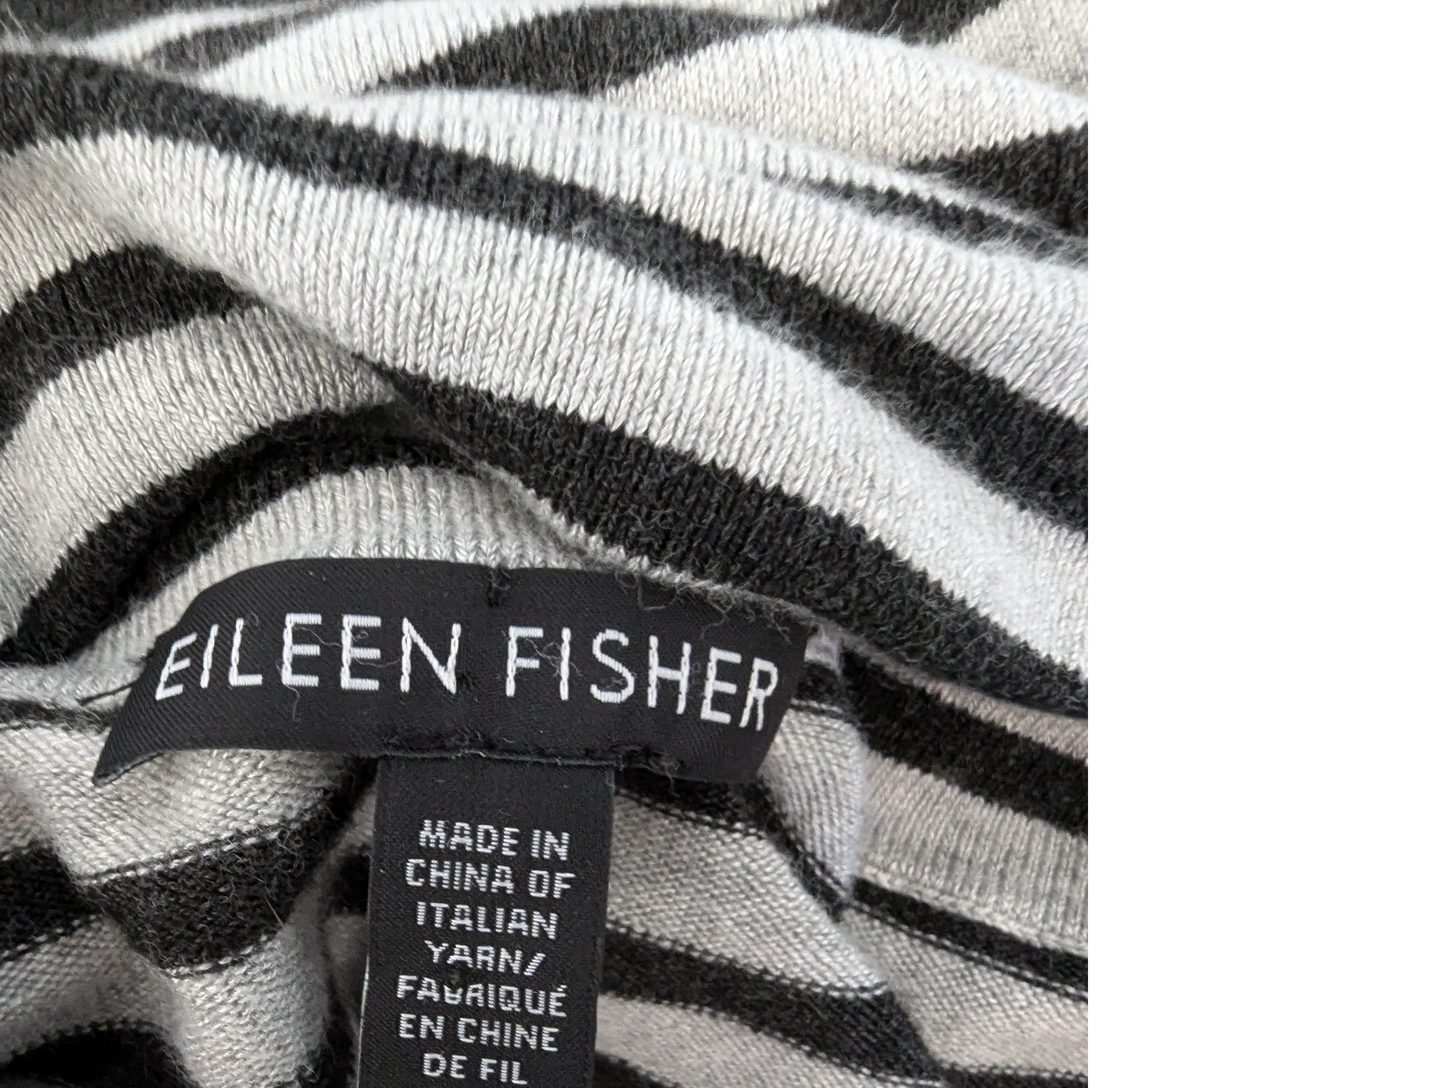 EILEEN FISHER
MADE IN
CHINA OF
ITALIAN
YARN/
FABRIQUÉ
EN CHINE
DE FIL